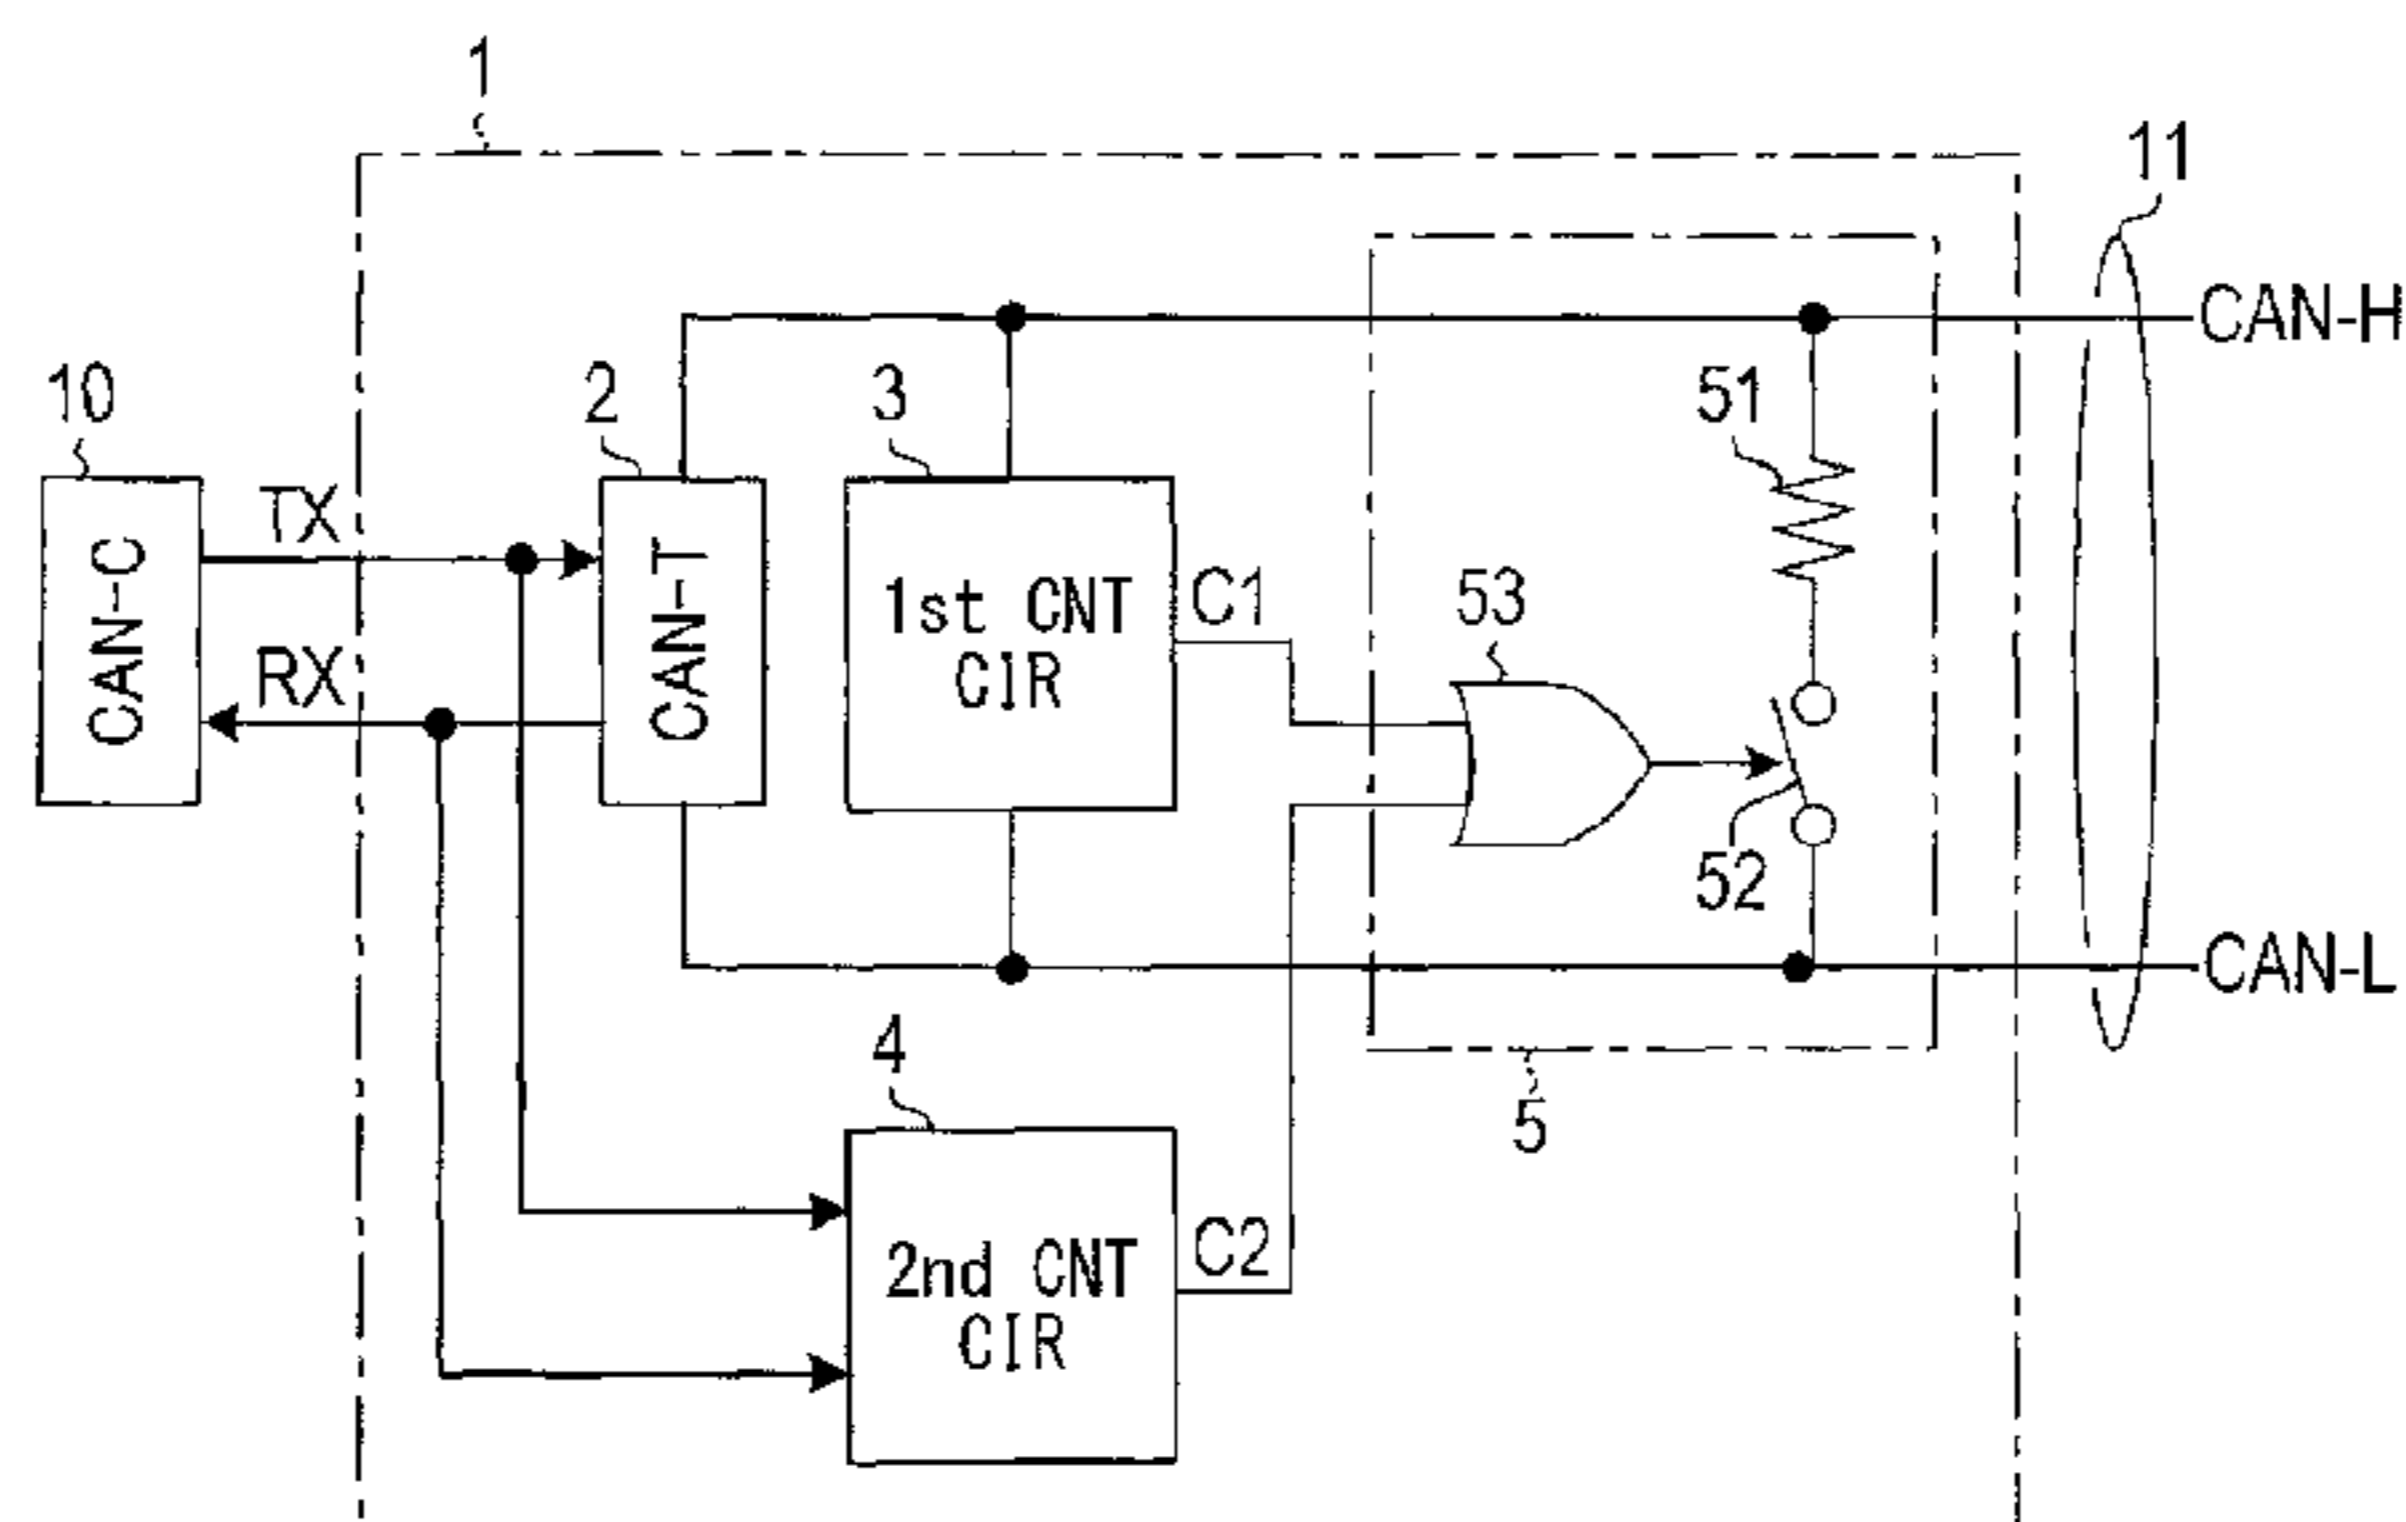 1
11
CAN-H
10
2
3
51
TX
CAN-C
CAN-T
1st CNT
CIR
C1
53
RX
52
CAN-L
4
5
2nd CNT
CIR
C2